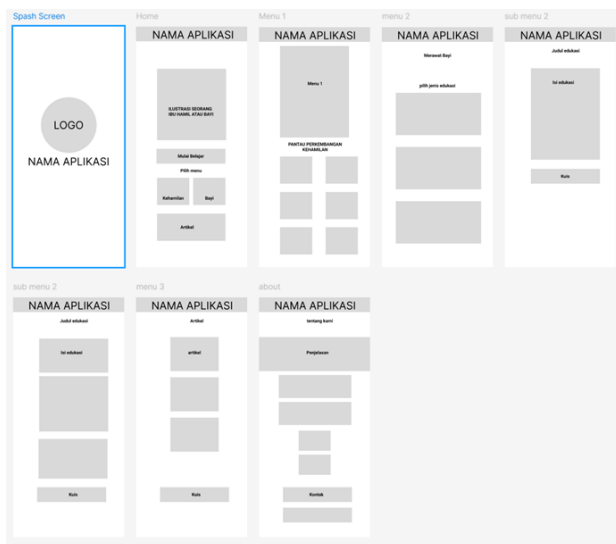 Spash Screen
LOGO
NAMA APLIKASI
Home
NAMA APLIKASI
ILUSTRASI SEORANG
IBU HAMIL ATAU BAYI
Mulai Belajar
Pilih menu
Kehamilan
Bayi
Artikel
Menu 1
NAMA APLIKASI
Menu 1
PANTAU PERKEMBANGAN
KEHAMILAN
menu 2
NAMA APLIKASI
Merawat Bayi
pilih jenis edukasi
sub menu 2
NAMA APLIKASI
Judul edukasi
Isi edukasi
Kuis
sub menu 2
NAMA APLIKASI
Judul edukasi
Isi edukasi
Kuis
menu 3
NAMA APLIKASI
Artikel
artikel
Kuis
about
NAMA APLIKASI
tentang kami
Penjelasan
Kontak